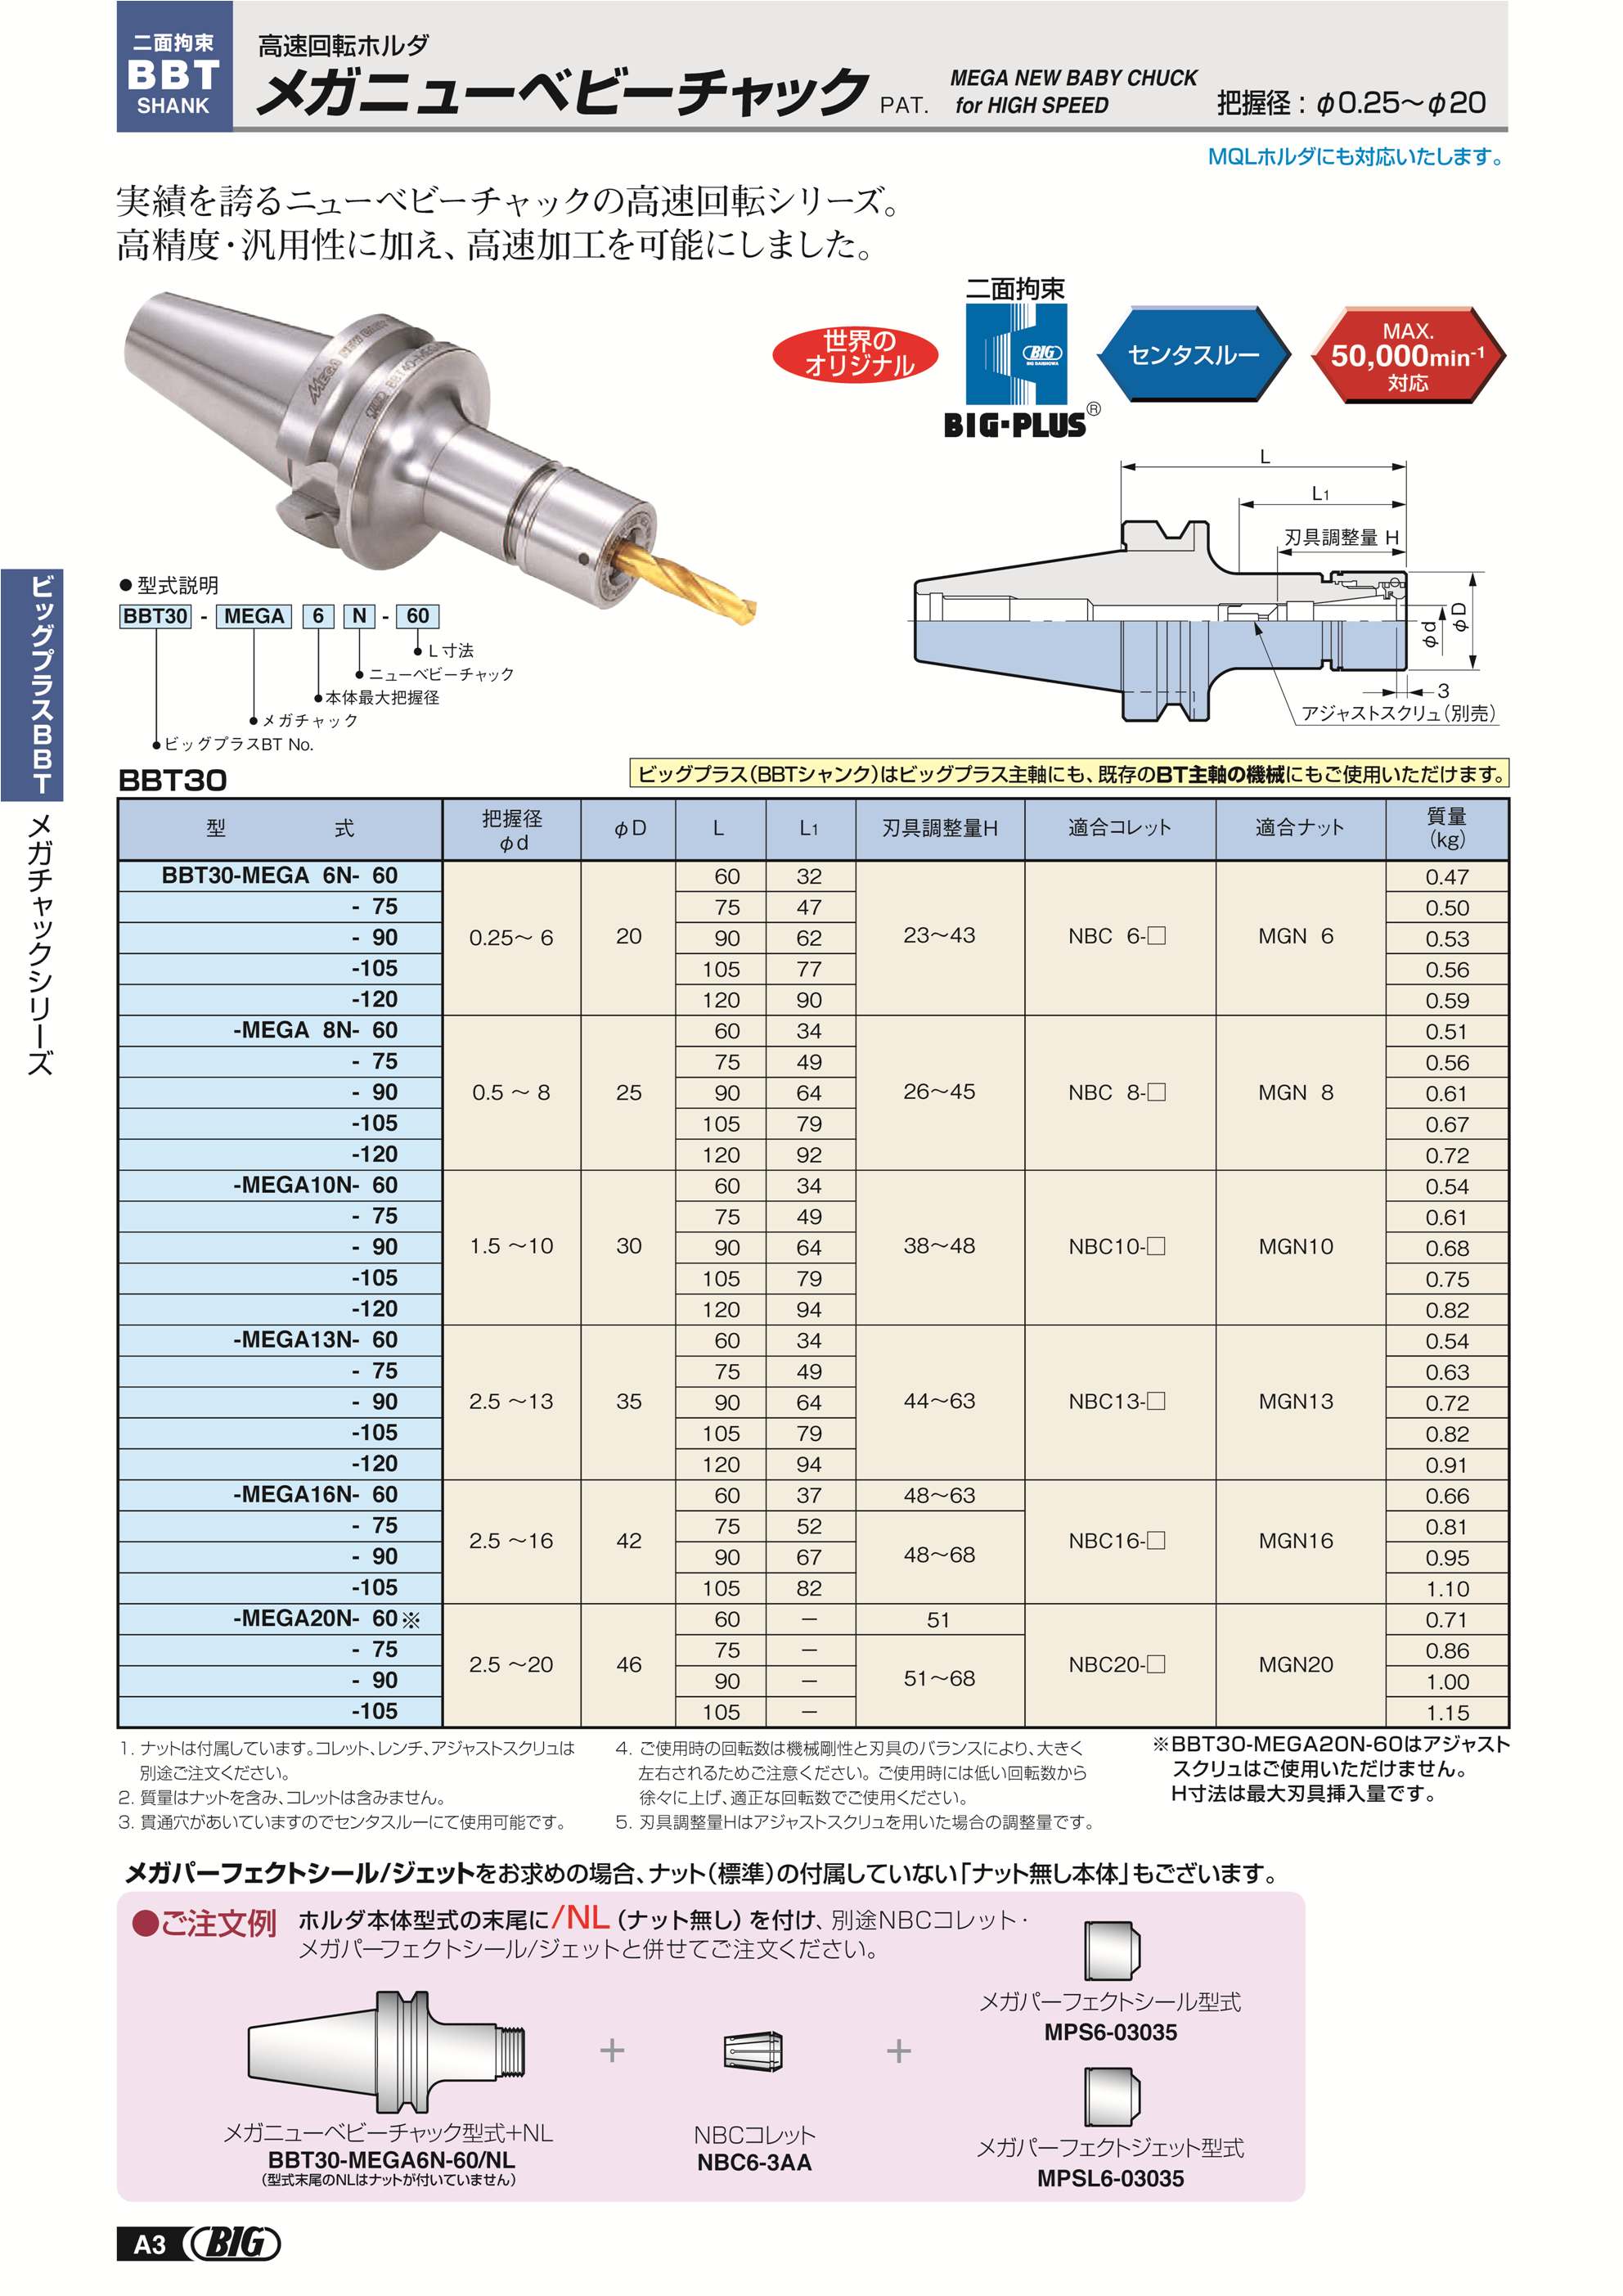 二面拘束
BBT
SHANK
高速回転ホルダ
メガニューベビーチャック PAT.
MEGA NEW BABY CHUCK
for HIGH SPEED
把握径：φ0.25〜φ20
MQLホルダにも対応いたします。
実績を誇るニューベビーチャックの高速回転シリーズ。
高精度・汎用性に加え、高速加工を可能にしました。
世界の
オリジナル
二面拘束
BIG
BIG DAISHOWA
BIG-PLUS®
センタスルー
MAX.
50,000min-1
対応
L
L1
刃具調整量 H
φd
φD
3
アジャストスクリュ（別売）
●型式説明
BBT30 - MEGA 6 N - 60
L寸法
ニューベビーチャック
本体最大把握径
メガチャック
ビッグプラスBT No.
ビッグプラスBBT
メガチャックシリーズ
BBT30
ビッグプラス（BBTシャンク）はビッグプラス主軸にも、既存のBT主軸の機械にもご使用いただけます。
型 式 把握径 φd φD L L1 刃具調整量H 適合コレット 適合ナット 質量 (kg)
BBT30-MEGA 6N- 60 0.25〜 6 20 60 32 23〜43 NBC 6-□ MGN 6 0.47
- 75 75 47 0.50
- 90 90 62 0.53
-105 105 77 0.56
-120 120 90 0.59
-MEGA 8N- 60 0.5 〜 8 25 60 34 26〜45 NBC 8-□ MGN 8 0.51
- 75 75 49 0.56
- 90 90 64 0.61
-105 105 79 0.67
-120 120 92 0.72
-MEGA10N- 60 1.5 〜10 30 60 34 38〜48 NBC10-□ MGN10 0.54
- 75 75 49 0.61
- 90 90 64 0.68
-105 105 79 0.75
-120 120 94 0.82
-MEGA13N- 60 2.5 〜13 35 60 34 44〜63 NBC13-□ MGN13 0.54
- 75 75 49 0.63
- 90 90 64 0.72
-105 105 79 0.82
-120 120 94 0.91
-MEGA16N- 60 2.5 〜16 42 60 37 48〜63 NBC16-□ MGN16 0.66
- 75 75 52 48〜68 0.81
- 90 90 67 0.95
-105 105 82 1.10
-MEGA20N- 60※ 2.5 〜20 46 60 － 51 NBC20-□ MGN20 0.71
- 75 75 － 51〜68 0.86
- 90 90 － 1.00
-105 105 － 1.15
1. ナットは付属しています。コレット、レンチ、アジャストスクリュは
別途ご注文ください。
2. 質量はナットを含み、コレットは含みません。
3. 貫通穴があいていますのでセンタスルーにて使用可能です。
4. ご使用時の回転数は機械剛性と刃具のバランスにより、大きく
左右されるためご注意ください。ご使用時には低い回転数から
徐々に上げ、適正な回転数でご使用ください。
5. 刃具調整量Hはアジャストスクリュを用いた場合の調整量です。
※BBT30-MEGA20N-60はアジャスト
スクリュはご使用いただけません。
H寸法は最大刃具挿入量です。
メガパーフェクトシール/ジェットをお求めの場合、ナット（標準）の付属していない「ナット無し本体」もございます。
●ご注文例
ホルダ本体型式の末尾に/NL（ナット無し）を付け、別途NBCコレット・
メガパーフェクトシール/ジェットと併せてご注文ください。
メガニューベビーチャック型式+NL
BBT30-MEGA6N-60/NL
（型式末尾のNLはナットが付いていません）
+
NBCコレット
NBC6-3AA
+
メガパーフェクトシール型式
MPS6-03035
メガパーフェクトジェット型式
MPSL6-03035
A3 BIG